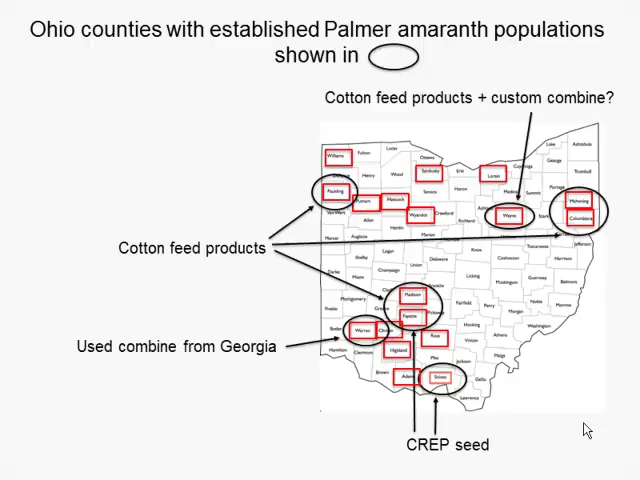 Ohio counties with established Palmer amaranth populations
shown in
Cotton feed products + custom combine?
Cotton feed products
Used combine from Georgia
CREP seed
Lake Ashtabula
Williams Fulton Lucas
Ottawa Geauga
Wood Sandusky Erie Lorain Cuyahoga Trumbull
Henry
Paulding Seneca Huron Medina Summit Portage Mahoning
Putnam Hancock
Van Wert Allen Wyandot Crawford Richland Ashland Wayne Stark Columbiana
Hardin
Mercer Auglaize Marion Jefferson
Logan Knox Tuscarawas
Shelby Union Delaware Coshocton Harrison
Darke Champaign Licking Guernsey Belmont
Miami Muskingum
Madison Franklin
Montgomery Fairfield Perry Noble Monroe
Preble Greene Fayette Pickaway Morgan
Butler Warren Clinton Hocking Washington
Ross Athens
Hamilton Clermont Highland Vinton Meigs
Pike Jackson
Brown Adams Scioto Gallia
Lawrence